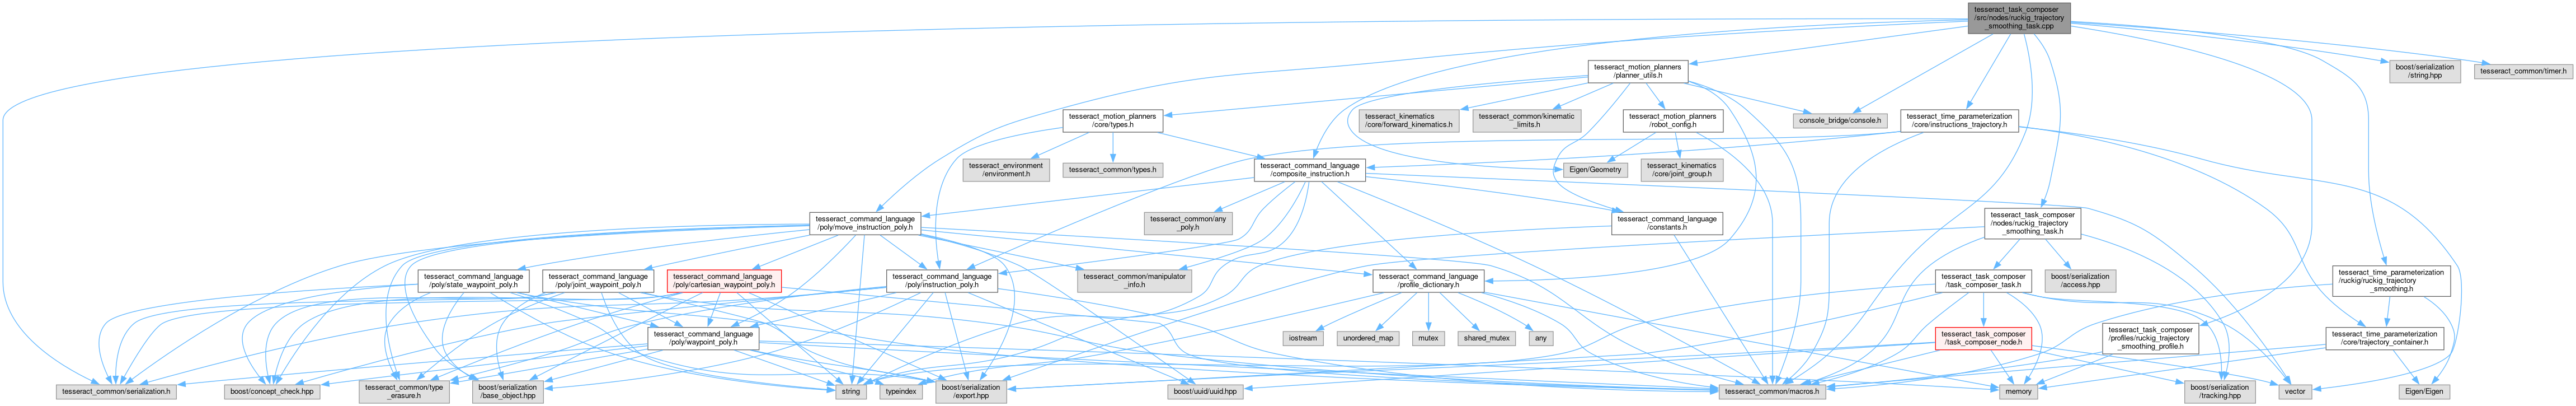 tesseract_task_composer
/src/nodes/ruckig_trajectory
_smoothing_task.cpp
tesseract_motion_planners
/planner_utils.h
boost/serialization
/string.hpp
tesseract_common/timer.h
tesseract_motion_planners
/core/types.h
tesseract_kinematics
/core/forward_kinematics.h
tesseract_common/kinematic
_limits.h
tesseract_motion_planners
/robot_config.h
console_bridge/console.h
tesseract_time_parameterization
/core/instructions_trajectory.h
tesseract_environment
/environment.h
tesseract_common/types.h
tesseract_command_language
/composite_instruction.h
Eigen/Geometry
tesseract_kinematics
/core/joint_group.h
tesseract_command_language
/poly/move_instruction_poly.h
tesseract_common/any
_poly.h
tesseract_command_language
/constants.h
tesseract_task_composer
/nodes/ruckig_trajectory
_smoothing_task.h
tesseract_command_language
/poly/state_waypoint_poly.h
tesseract_command_language
/poly/joint_waypoint_poly.h
tesseract_command_language
/poly/cartesian_waypoint_poly.h
tesseract_command_language
/poly/instruction_poly.h
tesseract_common/manipulator
_info.h
tesseract_command_language
/profile_dictionary.h
tesseract_task_composer
/task_composer_task.h
boost/serialization
/access.hpp
tesseract_time_parameterization
/ruckig/ruckig_trajectory
_smoothing.h
tesseract_command_language
/poly/waypoint_poly.h
iostream
unordered_map
mutex
shared_mutex
any
tesseract_task_composer
/task_composer_node.h
tesseract_task_composer
/profiles/ruckig_trajectory
_smoothing_profile.h
tesseract_time_parameterization
/core/trajectory_container.h
tesseract_common/serialization.h
boost/concept_check.hpp
tesseract_common/type
_erasure.h
boost/serialization
/base_object.hpp
string
typeindex
boost/serialization
/export.hpp
boost/uuid/uuid.hpp
tesseract_common/macros.h
memory
boost/serialization
/tracking.hpp
vector
Eigen/Eigen